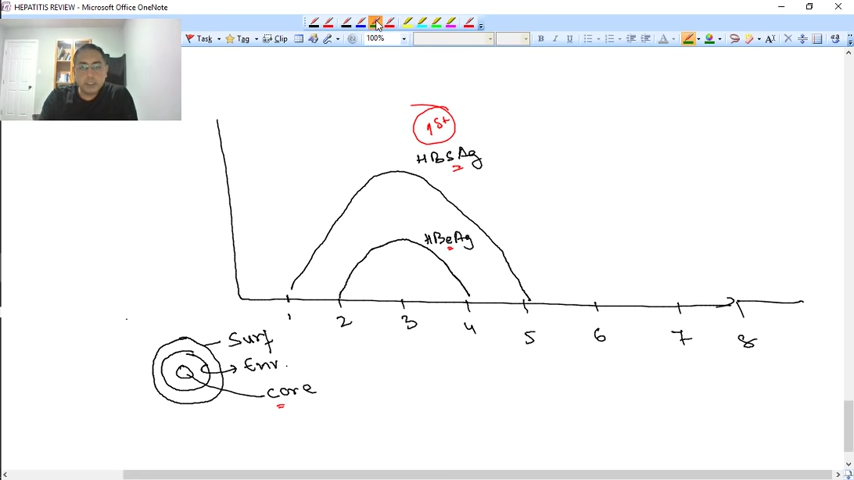 HEPATITIS REVIEW - Microsoft Office OneNote
Task Tag Clip 100%
1st
HBsAg
HBeAg
1 2 3 4 5 6 7 8
Surf
Env.
core